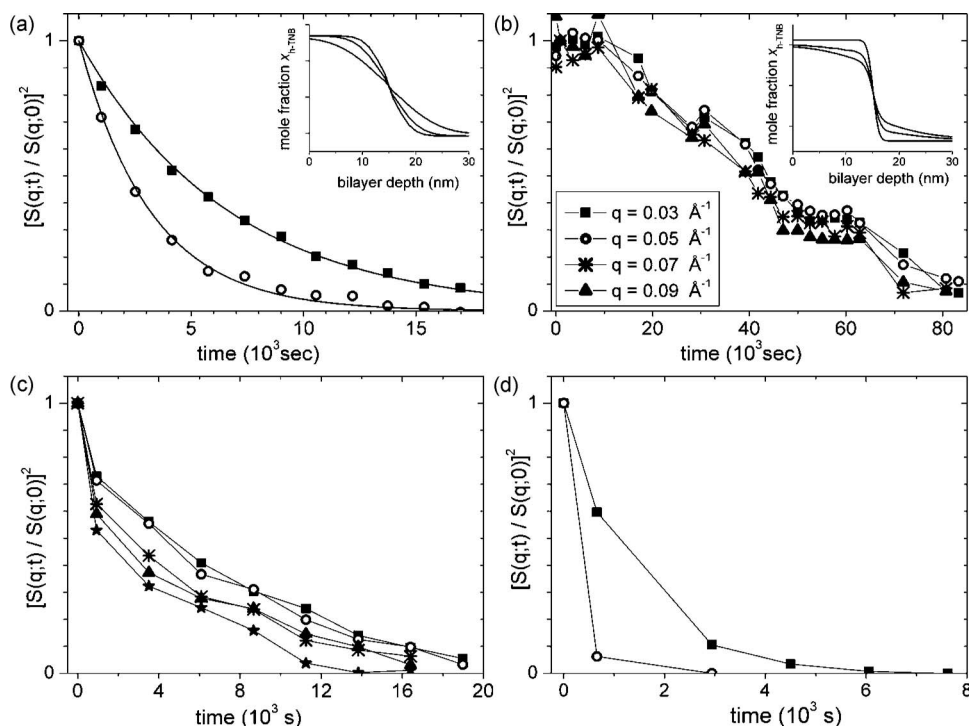 (a)
[S(q;t) / S(q;0)]²
1
0
0
5
10
15
time (10³sec)
mole fraction x_h-TNB
0
10
20
30
bilayer depth (nm)
(b)
1
0
0
20
40
60
80
time (10³sec)
q = 0.03 Å⁻¹
q = 0.05 Å⁻¹
q = 0.07 Å⁻¹
q = 0.09 Å⁻¹
mole fraction x_h-TNB
0
10
20
30
bilayer depth (nm)
(c)
[S(q;t) / S(q;0)]²
1
0
0
4
8
12
16
20
time (10³ s)
(d)
[S(q;t) / S(q;0)]²
1
0
0
2
4
6
8
time (10³ s)